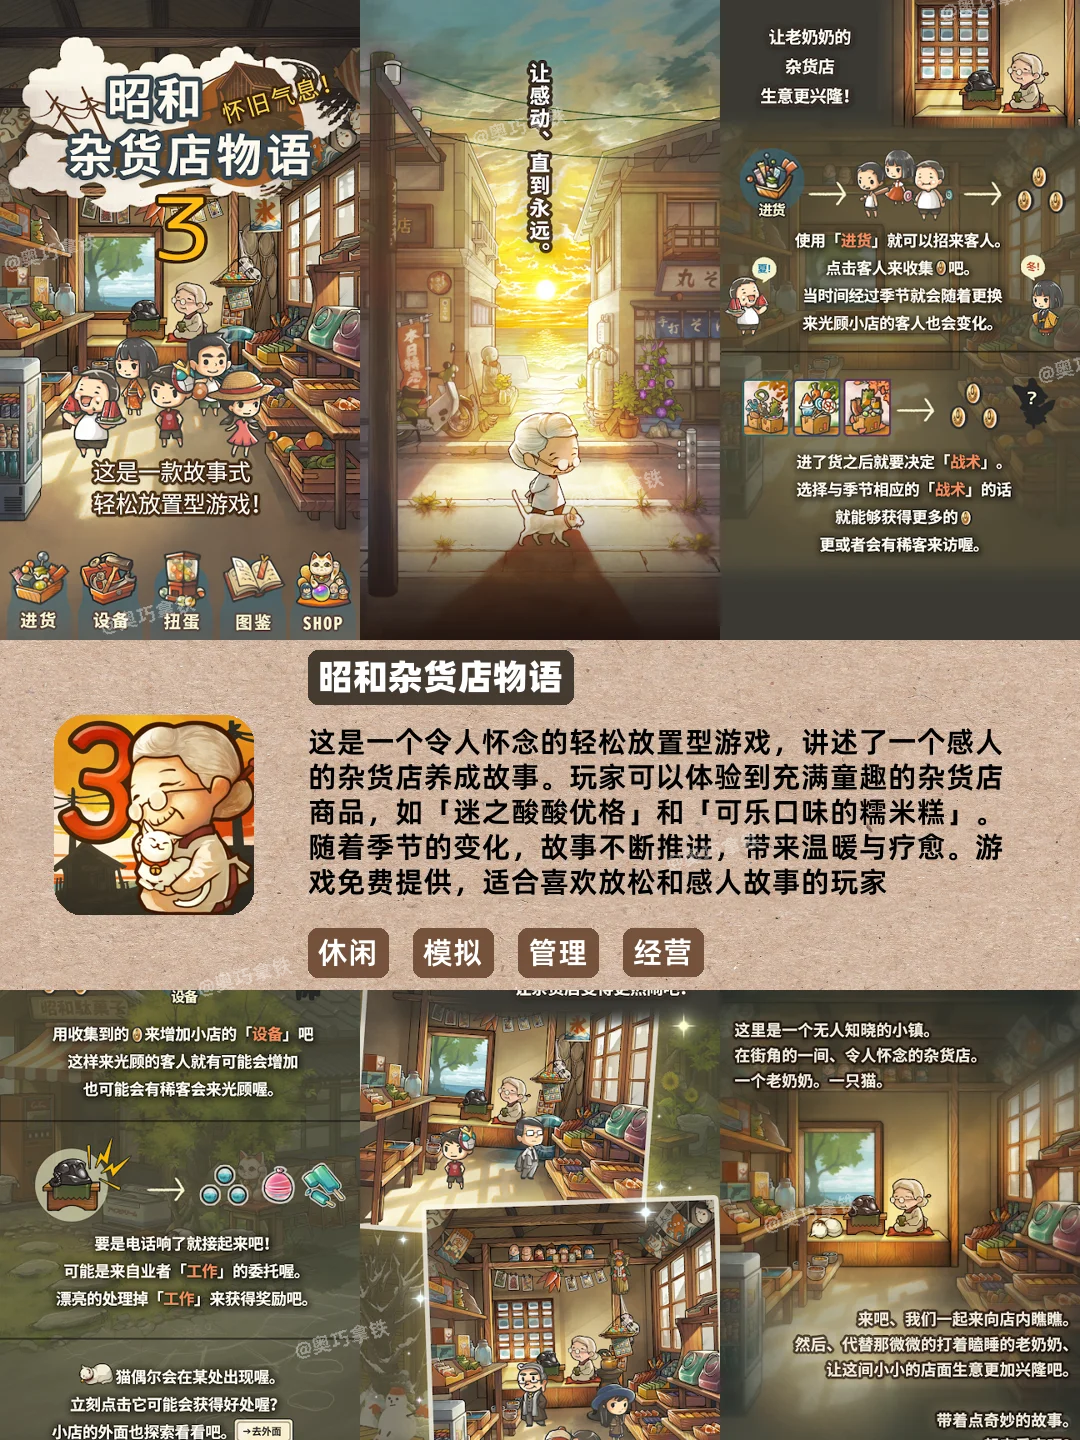 昭和
怀旧气息!
杂货店物语
3
氷
这是一款故事式
轻松放置型游戏!
进货
设备
扭蛋
图鉴
SHOP
让感动、直到永远。
店
丸そ
手打そば
本日特売
让老奶奶的
杂货店
生意更兴隆!
进货
使用「进货」就可以招来客人。
点击客人来收集吧。
夏!
冬!
当时间经过季节就会随着更换
来光顾小店的客人也会变化。
?
进了货之后就要决定「战术」。
选择与季节相应的「战术」的话
就能够获得更多的
更或者会有稀客来访喔。
昭和杂货店物语
3
这是一个令人怀念的轻松放置型游戏，讲述了一个感人
的杂货店养成故事。玩家可以体验到充满童趣的杂货店
商品，如「迷之酸酸优格」和「可乐口味的糯米糕」。
随着季节的变化，故事不断推进，带来温暖与疗愈。游
戏免费提供，适合喜欢放松和感人故事的玩家
休闲
模拟
管理
经营
设备
昭和駄菓子
用收集到的来增加小店的「设备」吧
这样来光顾的客人就有可能会增加
也可能会有稀客会来光顾喔。
要是电话响了就接起来吧!
可能是来自业者「工作」的委托喔。
漂亮的处理掉「工作」来获得奖励吧。
猫偶尔会在某处出现喔。
立刻点击它可能会获得好处喔?
小店的外面也探索看看吧。
→去外面
氷
这里是一个无人知晓的小镇。
在街角的一间、令人怀念的杂货店。
一个老奶奶。一只猫。
来吧、我们一起来向店内瞧瞧。
然后、代替那微微的打着瞌睡的老奶奶、
让这间小小的店面生意更加兴隆吧。
带着点奇妙的故事。
@奥巧拿铁